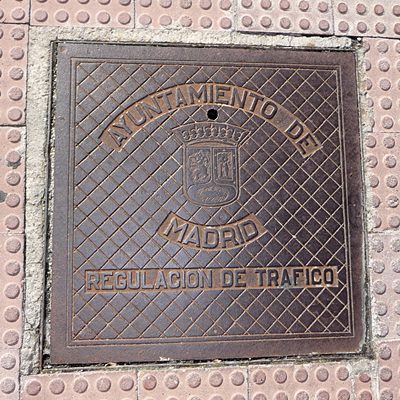 AYUNTAMIENTO DE
MADRID
REGULACION DE TRAFICO